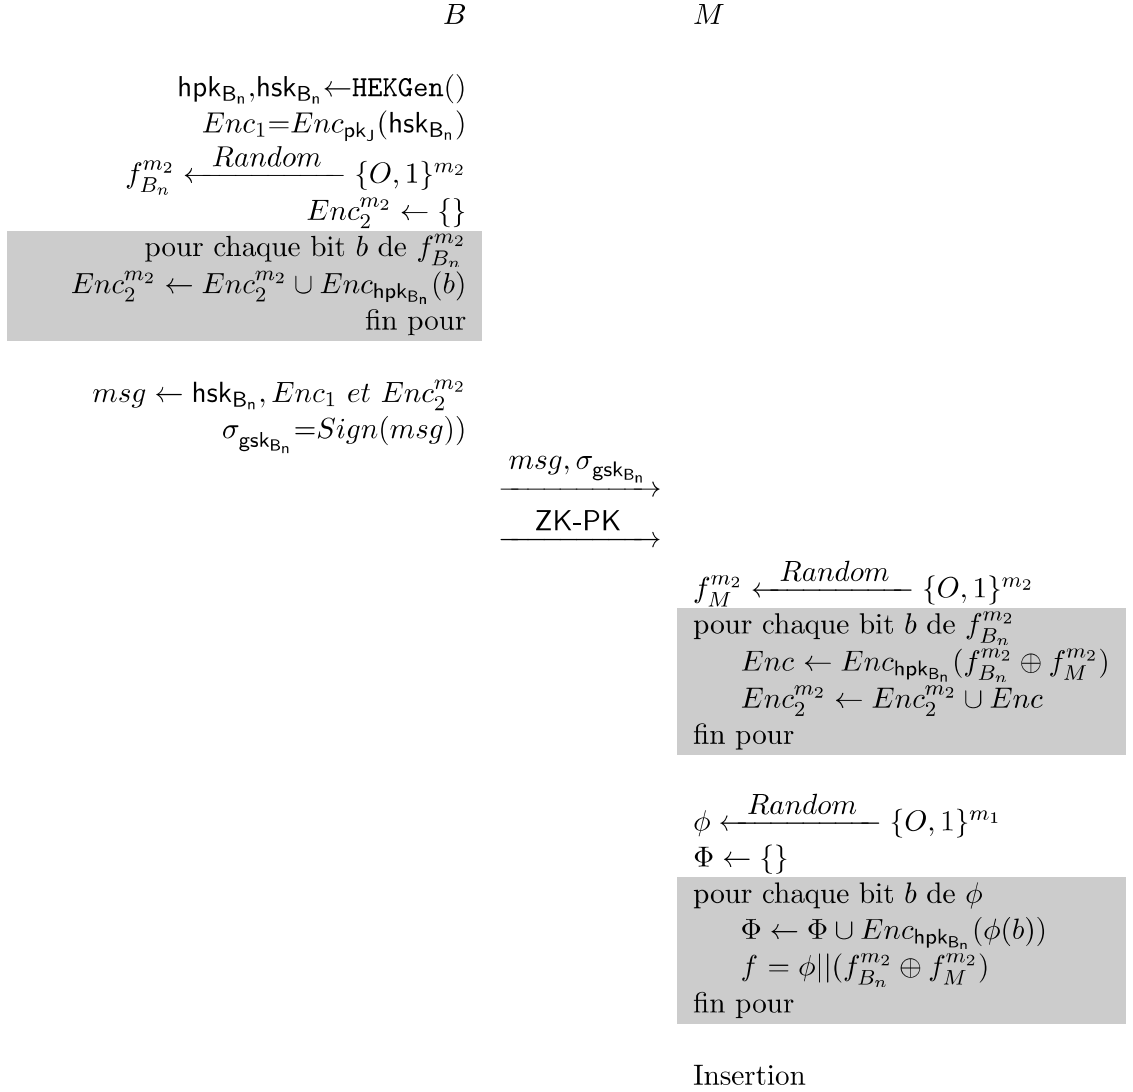 B M
hpk_{B_n},hsk_{B_n}←HEKGen()
Enc_1=Enc_{pk_J}(hsk_{B_n})
f_{B_n}^{m_2} ←Random {O, 1}^{m_2}
Enc_2^{m_2} ← {}
pour chaque bit b de f_{B_n}^{m_2}
Enc_2^{m_2} ← Enc_2^{m_2} ∪ Enc_{hpk_{B_n}}(b)
fin pour
msg ← hsk_{B_n}, Enc_1 et Enc_2^{m_2}
σ_{gsk_{B_n}}=Sign(msg))
msg, σ_{gsk_{B_n}}
ZK-PK
f_M^{m_2} ←Random {O, 1}^{m_2}
pour chaque bit b de f_{B_n}^{m_2}
Enc ← Enc_{hpk_{B_n}}(f_{B_n}^{m_2} ⊕ f_M^{m_2})
Enc_2^{m_2} ← Enc_2^{m_2} ∪ Enc
fin pour
ϕ ←Random {O, 1}^{m_1}
Φ ← {}
pour chaque bit b de ϕ
Φ ← Φ ∪ Enc_{hpk_{B_n}}(ϕ(b))
f = ϕ||(f_{B_n}^{m_2} ⊕ f_M^{m_2})
fin pour
Insertion